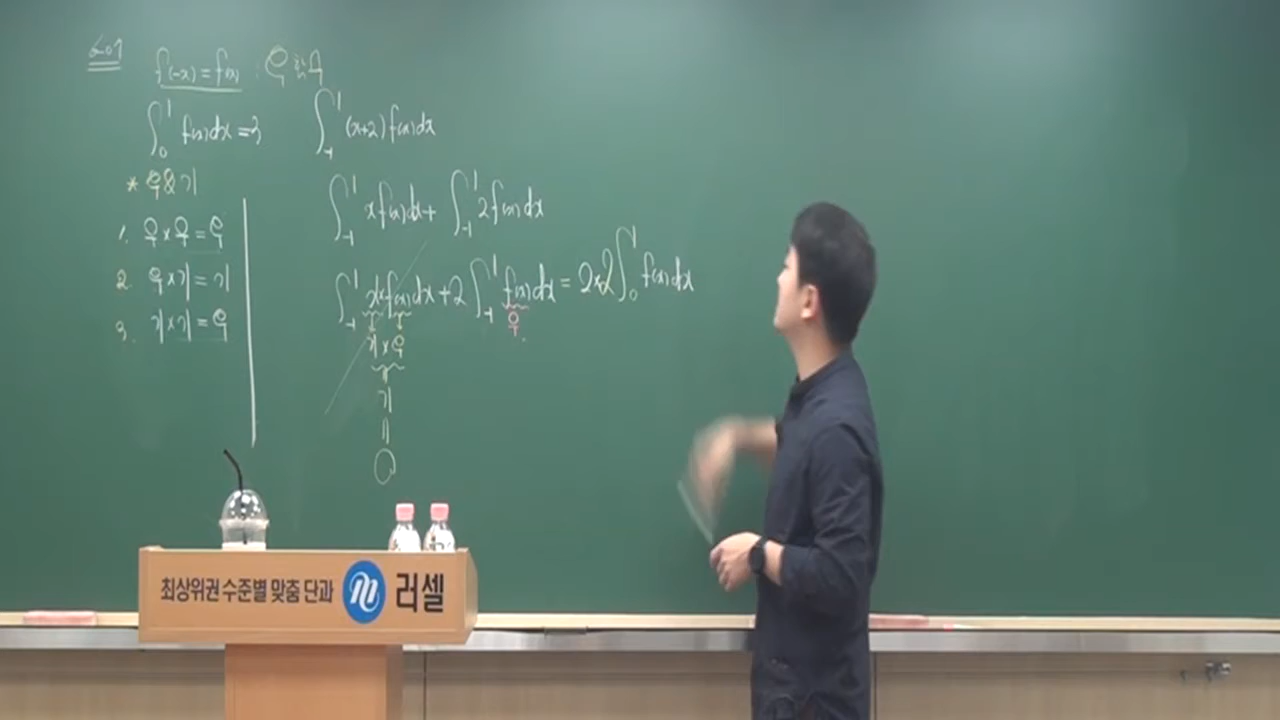 f(-x) = f(x) : 우함수
∫₀¹ f(x)dx = 3
∫₋₁¹ (x+2)f(x)dx
* 우&기
1. 우×우=우
2. 우×기=기
3. 기×기=우
∫₋₁¹ xf(x)dx + ∫₋₁¹ 2f(x)dx
∫₋₁¹ x×f(x)dx + 2∫₋₁¹ f(x)dx = 2×2∫₀¹ f(x)dx
기×우
우
기
||
0
최상위권 수준별 맞춤 단과
러셀